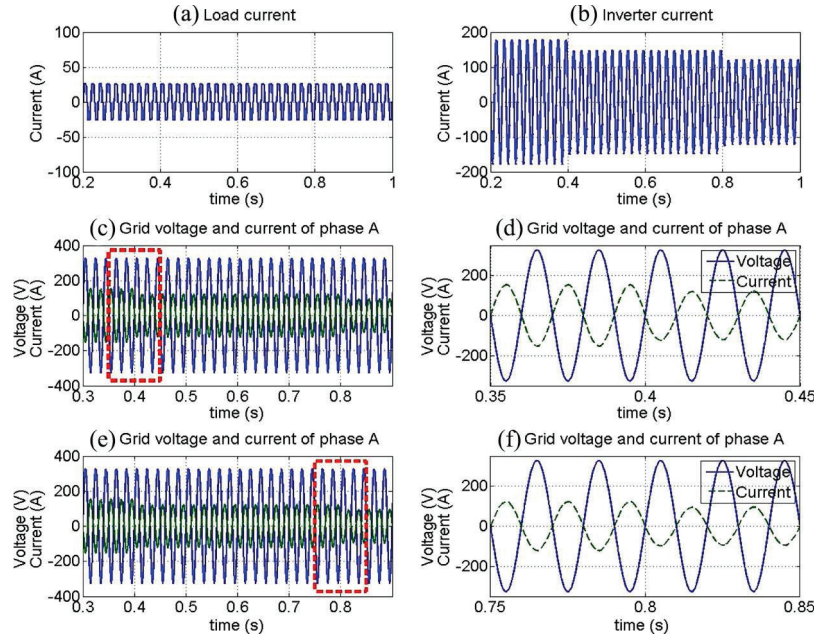 (a) Load current
100
50
0
-50
-100
Current (A)
0.2 0.4 0.6 0.8 1
time (s)
(b) Inverter current
200
100
0
-100
-200
Current (A)
0.2 0.4 0.6 0.8 1
time (s)
(c) Grid voltage and current of phase A
400
200
0
-200
-400
Voltage (V)
Current (A)
0.3 0.4 0.5 0.6 0.7 0.8
time (s)
(d) Grid voltage and current of phase A
200
0
-200
Voltage (V)
Current (A)
Voltage
Current
0.35 0.4 0.45
time (s)
(e) Grid voltage and current of phase A
400
200
0
-200
-400
Voltage (V)
Current (A)
0.3 0.4 0.5 0.6 0.7 0.8
time (s)
(f) Grid voltage and current of phase A
200
0
-200
Voltage (V)
Current (A)
Voltage
Current
0.75 0.8 0.85
time (s)